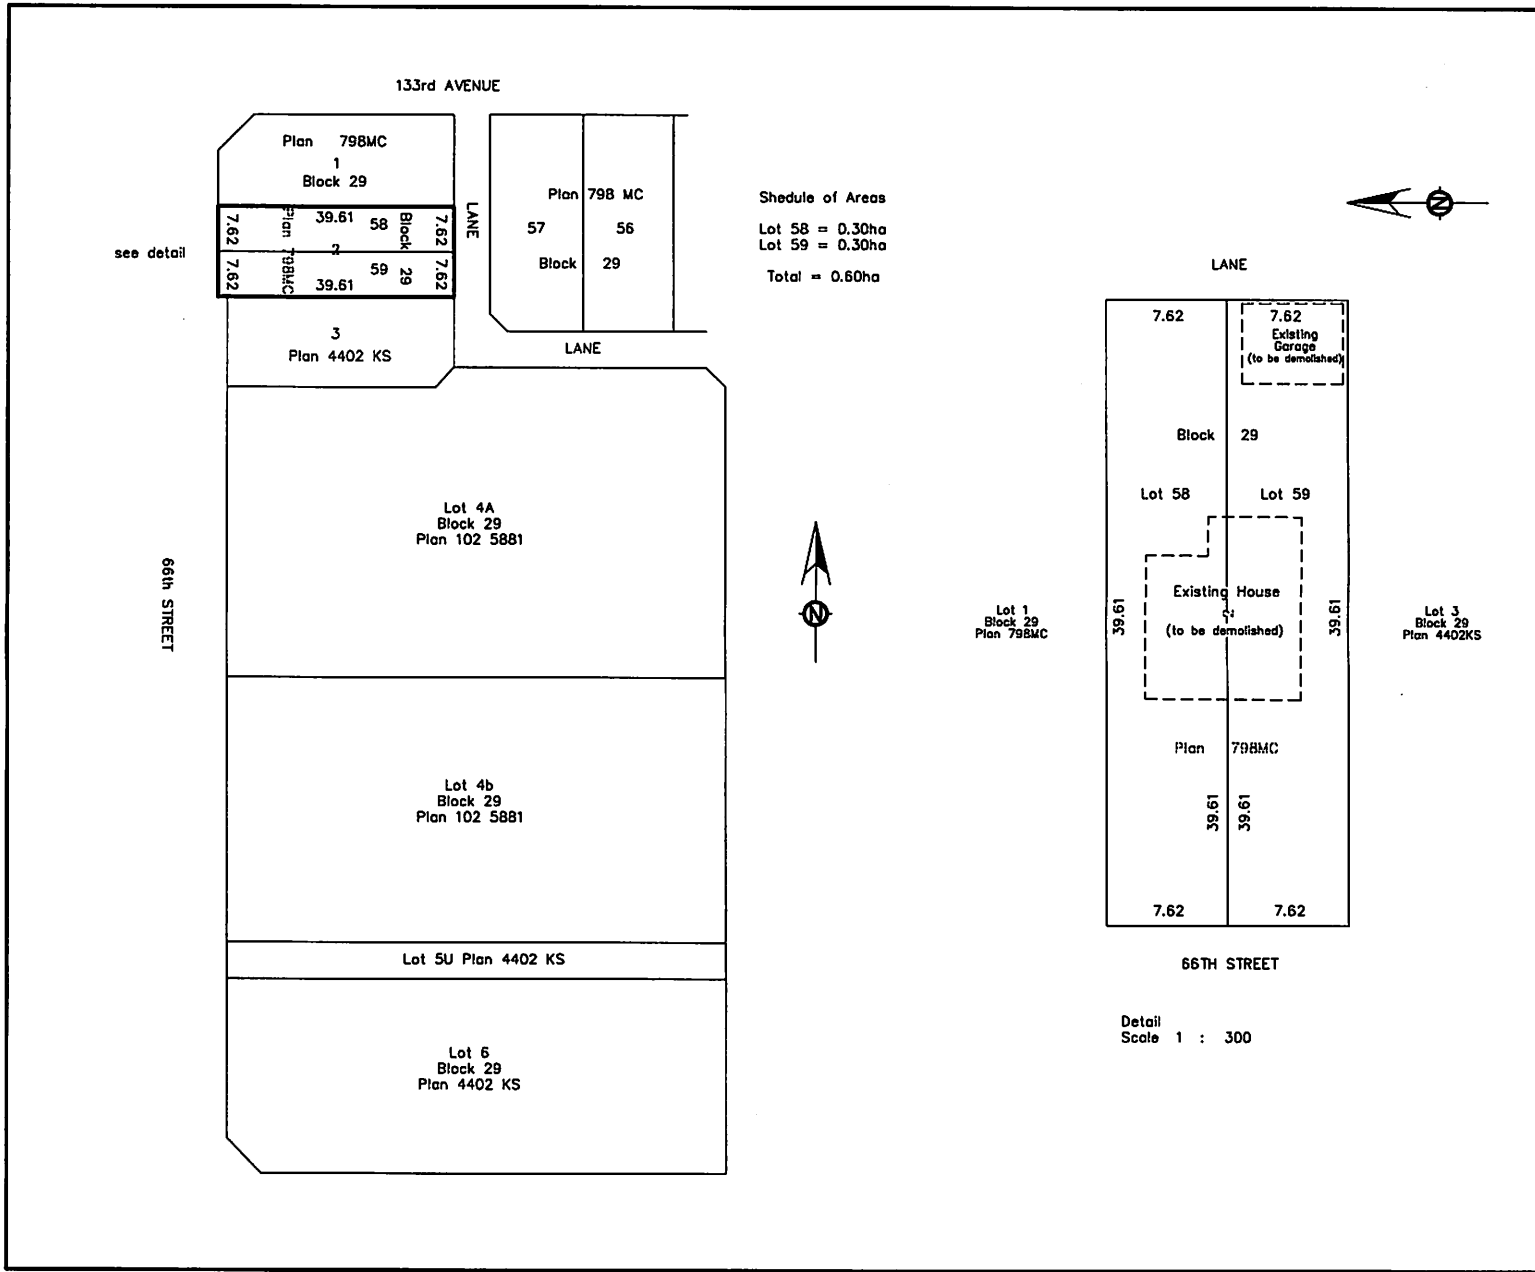 133rd AVENUE
Plan 798MC
1
Block 29
LANE
7.62
Plan 798MC
39.61
58
Block 29
7.62
2
7.62
39.61
59
7.62
see detail
3
Plan 4402 KS
Plan 798 MC
57
56
Block 29
LANE
Shedule of Areas
Lot 58 = 0.30ha
Lot 59 = 0.30ha
Total = 0.60ha
Lot 4A
Block 29
Plan 102 5881
66th STREET
Lot 4b
Block 29
Plan 102 5881
Lot 5U Plan 4402 KS
Lot 6
Block 29
Plan 4402 KS
N
N
LANE
7.62
7.62
Existing
Garage
(to be demolished)
Block 29
Lot 58
Lot 59
Existing House
(to be demolished)
Lot 1
Block 29
Plan 798MC
39.61
39.61
Lot 3
Block 29
Plan 4402KS
Plan 798MC
39.61
39.61
7.62
7.62
66TH STREET
Detail
Scale 1 : 300